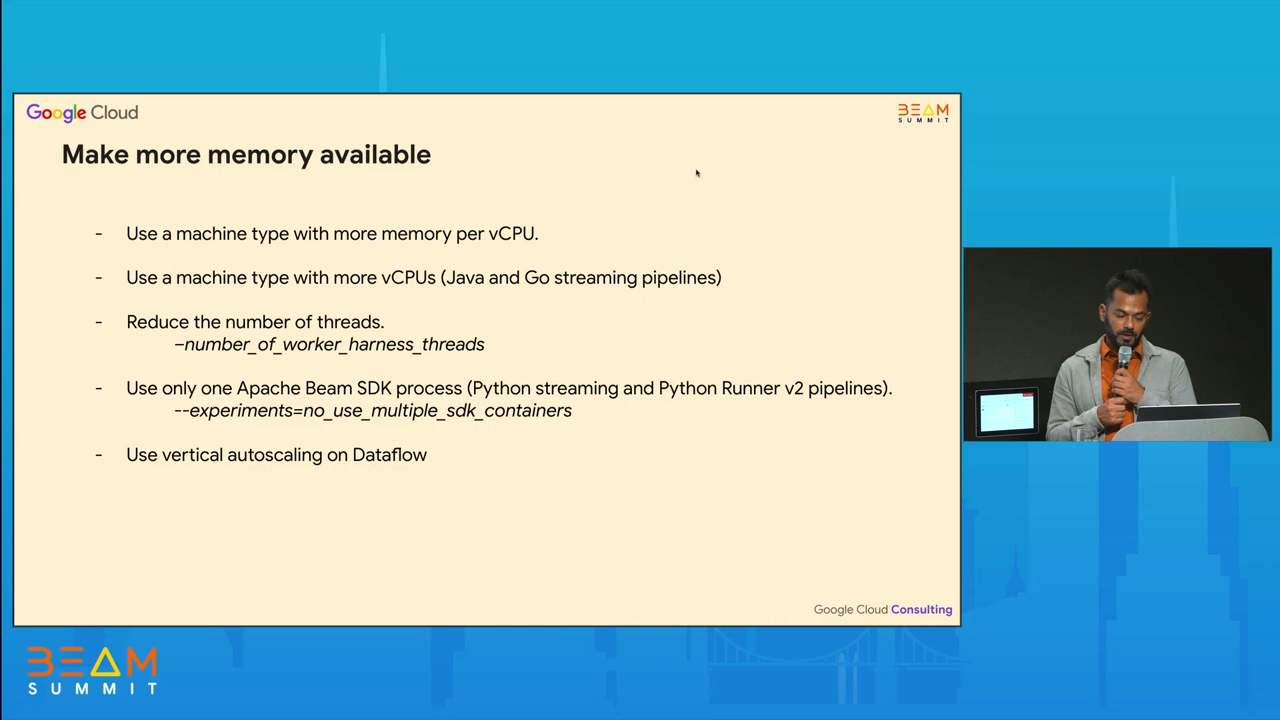 Google Cloud
BEAM
SUMMIT
Make more memory available
- Use a machine type with more memory per vCPU.
- Use a machine type with more vCPUs (Java and Go streaming pipelines)
- Reduce the number of threads.
–number_of_worker_harness_threads
- Use only one Apache Beam SDK process (Python streaming and Python Runner v2 pipelines).
--experiments=no_use_multiple_sdk_containers
- Use vertical autoscaling on Dataflow
Google Cloud Consulting
BEAM
SUMMIT